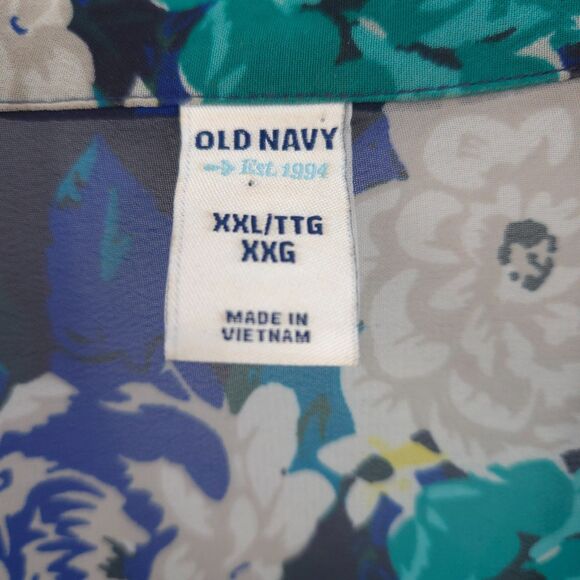 OLD NAVY
Est. 1994
XXL/TTG
XXG
MADE IN
VIETNAM